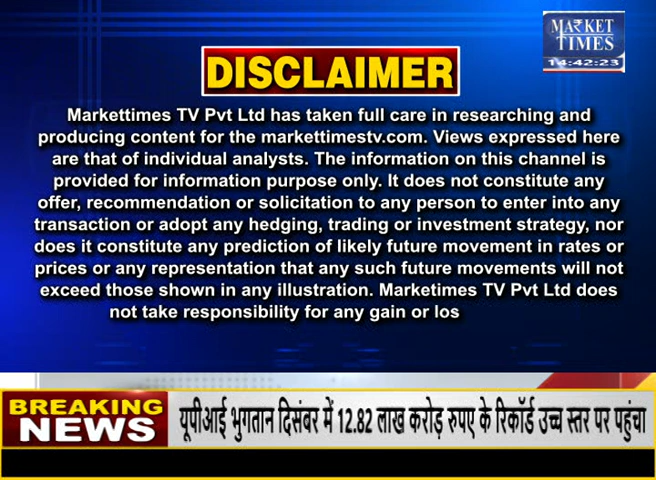 MARKET
TIMES
14:42:23
DISCLAIMER
Markettimes TV Pvt Ltd has taken full care in researching and
producing content for the markettimestv.com. Views expressed here
are that of individual analysts. The information on this channel is
provided for information purpose only. It does not constitute any
offer, recommendation or solicitation to any person to enter into any
transaction or adopt any hedging, trading or investment strategy, nor
does it constitute any prediction of likely future movement in rates or
prices or any representation that any such future movements will not
exceed those shown in any illustration. Marketimes TV Pvt Ltd does
not take responsibility for any gain or los
BREAKING
NEWS
यूपीआई भुगतान दिसंबर में 12.82 लाख करोड़ रुपए के रिकॉर्ड उच्च स्तर पर पहुंचा